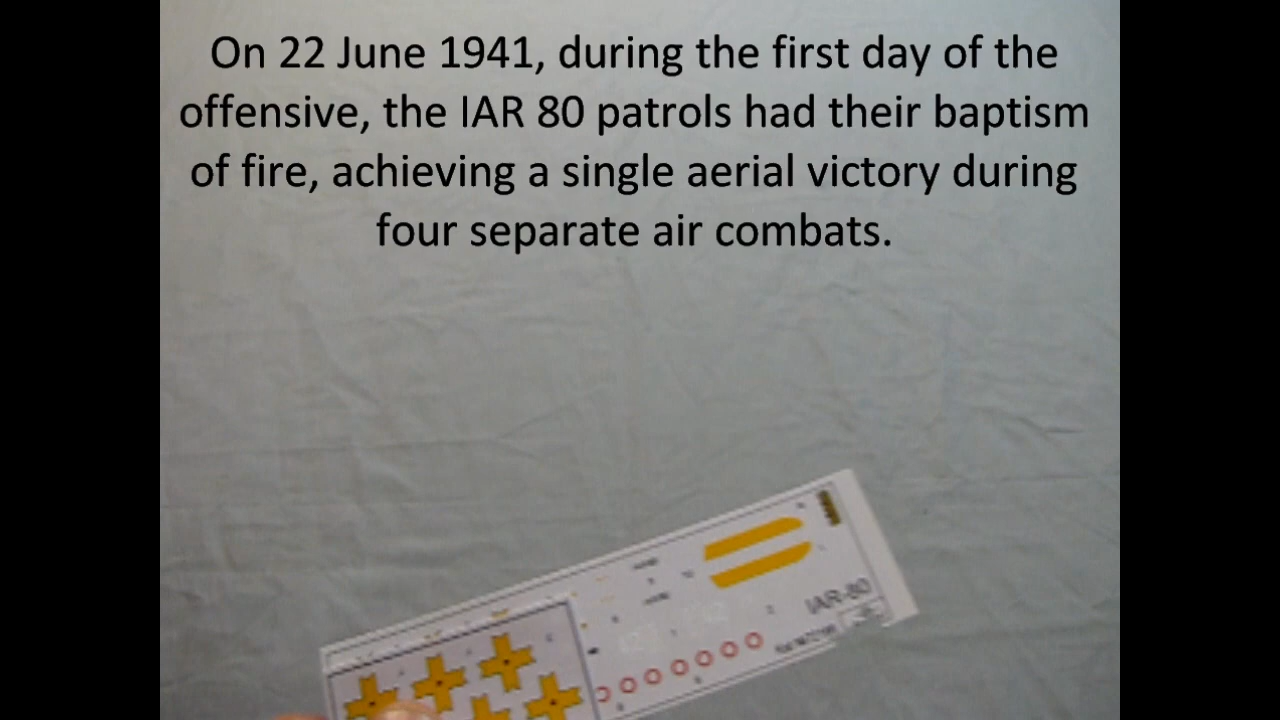 On 22 June 1941, during the first day of the
offensive, the IAR 80 patrols had their baptism
of fire, achieving a single aerial victory during
four separate air combats.
IAR-80